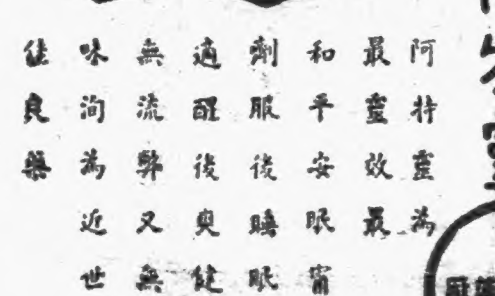 阿特靈為
最靈效最
和平安眠甯
劑服後睡眠
適醒後爽健
無流弊又無
味洵為近世
佳良藥